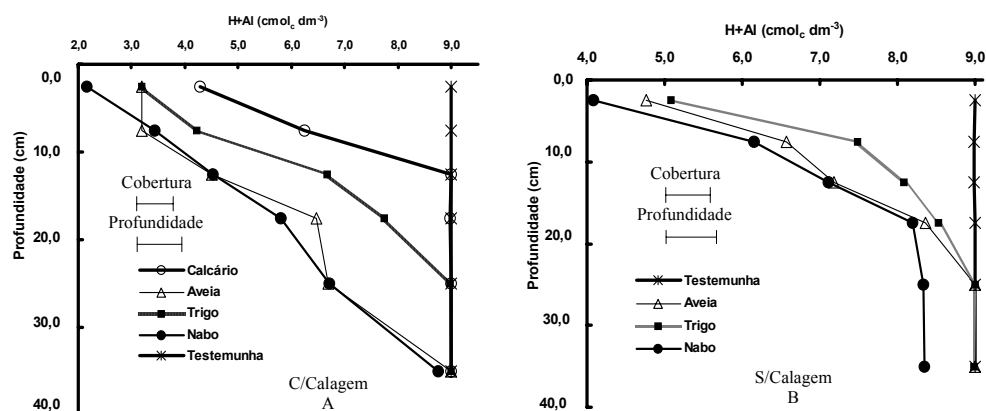 H+Al (cmolc dm-3)
2,0 3,0 4,0 5,0 6,0 7,0 8,0 9,0
Profundidade (cm)
0,0
10,0
20,0
30,0
40,0
Cobertura
Profundidade
Calcário
Aveia
Trigo
Nabo
Testemunha
C/Calagem
A
H+Al (cmolc dm-3)
4,0 5,0 6,0 7,0 8,0 9,0
Profundidade (cm)
0,0
10,0
20,0
30,0
40,0
Cobertura
Profundidade
Testemunha
Aveia
Trigo
Nabo
S/Calagem
B